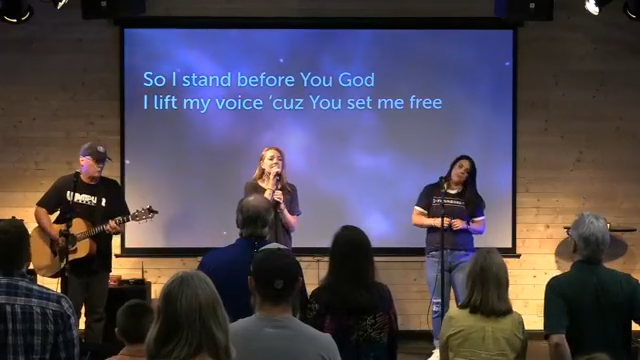 So I stand before You God
I lift my voice ‘cuz You set me free